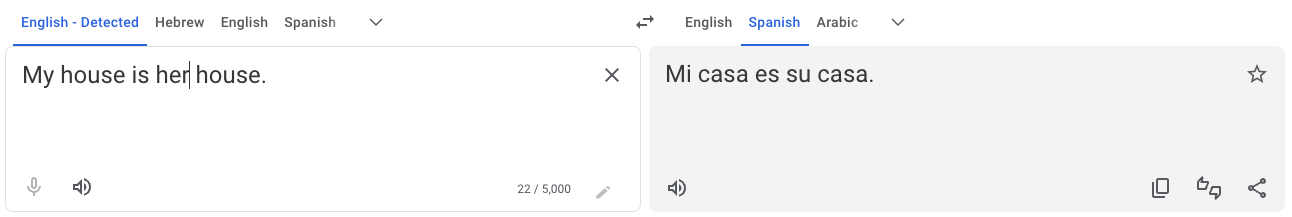 English - Detected Hebrew English Spanish English Spanish Arabic
My house is her house.
Mi casa es su casa.
22 / 5,000